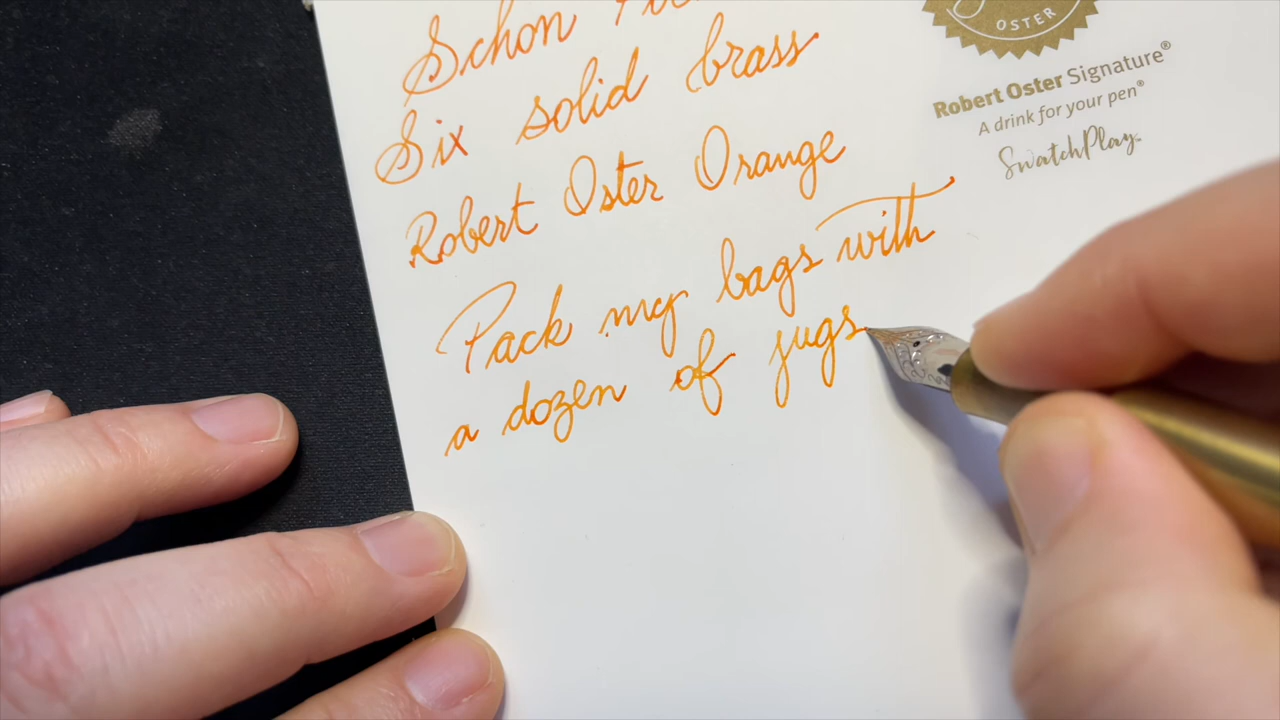 Schon
Six solid brass
Robert Oster Orange
Pack my bags with
a dozen of jugs
OSTER
Robert Oster Signature®
A drink for your pen®
SwatchPlay™